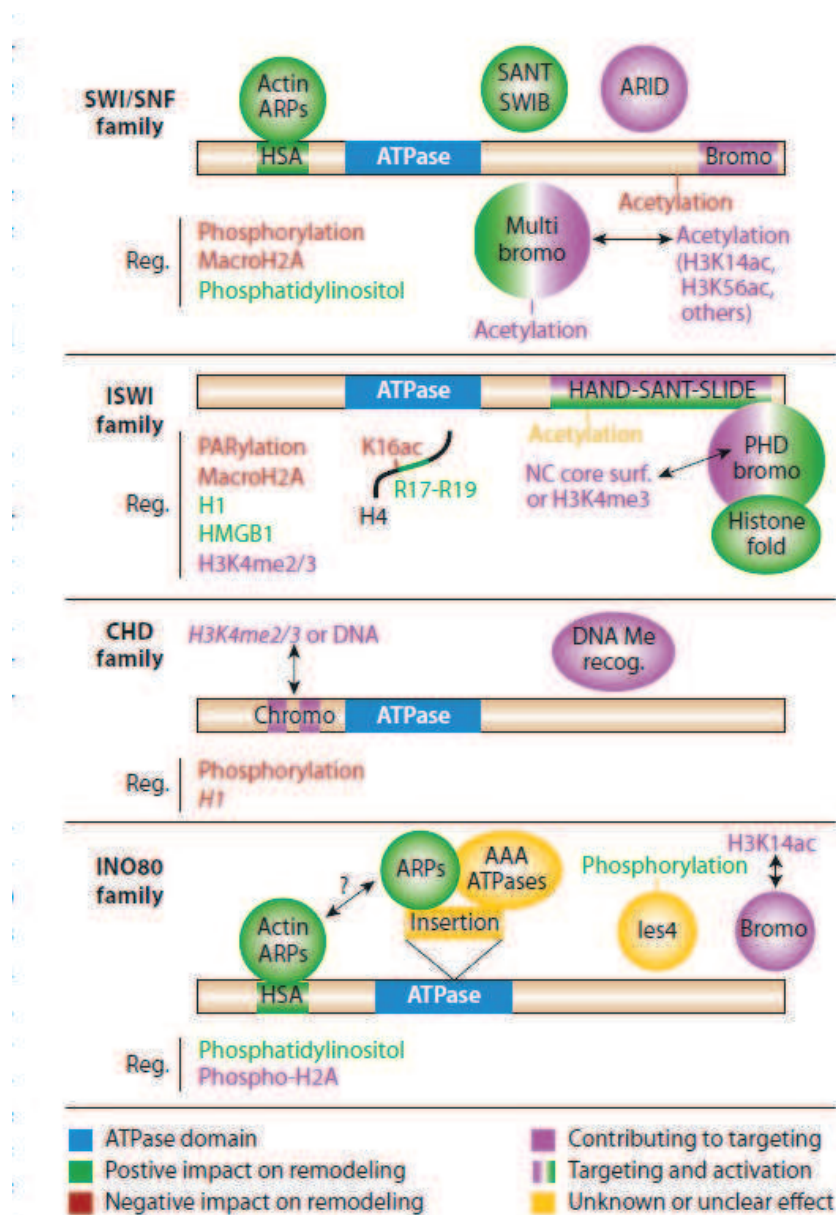 Actin
ARPs
SANT
SWIB
ARID
SWI/SNF
family
HSA
ATPase
Bromo
Acetylation
Reg.
Phosphorylation
MacroH2A
Phosphatidylinositol
Multi
bromo
Acetylation
(H3K14ac,
H3K56ac,
others)
Acetylation
ISWI
family
ATPase
HAND-SANT-SLIDE
Reg.
PARylation
MacroH2A
H1
HMGB1
H3K4me2/3
K16ac
R17-R19
H4
Acetylation
NC core surf.
or H3K4me3
PHD
bromo
Histone
fold
CHD
family
H3K4me2/3 or DNA
DNA Me
recog.
Chromo
ATPase
Reg.
Phosphorylation
H1
INO80
family
?
ARPs
AAA
ATPases
Insertion
Actin
ARPs
Phosphorylation
Ies4
H3K14ac
Bromo
HSA
ATPase
Reg.
Phosphatidylinositol
Phospho-H2A
ATPase domain
Postive impact on remodeling
Negative impact on remodeling
Contributing to targeting
Targeting and activation
Unknown or unclear effect